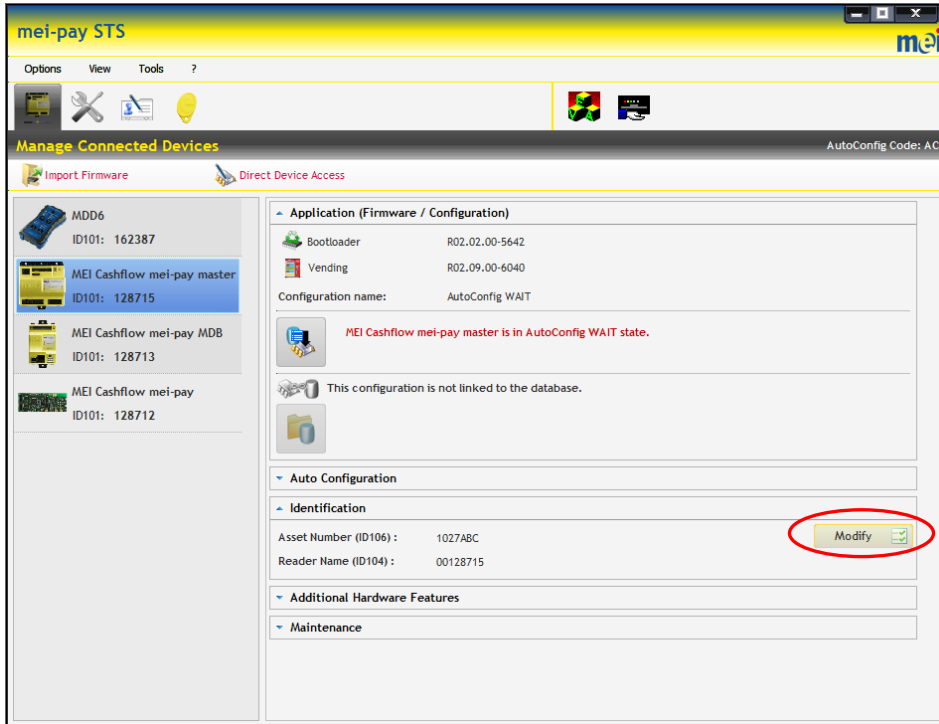 mei-pay STS
mei
Options View Tools ?
Manage Connected Devices
AutoConfig Code: AC
Import Firmware
Direct Device Access
MDD6
ID101: 162387
MEI Cashflow mei-pay master
ID101: 128715
MEI Cashflow mei-pay MDB
ID101: 128713
MEI Cashflow mei-pay
ID101: 128712
Application (Firmware / Configuration)
Bootloader R02.02.00-5642
Vending R02.09.00-6040
Configuration name: AutoConfig WAIT
MEI Cashflow mei-pay master is in AutoConfig WAIT state.
This configuration is not linked to the database.
Auto Configuration
Identification
Asset Number (ID106) : 1027ABC
Modify
Reader Name (ID104) : 00128715
Additional Hardware Features
Maintenance